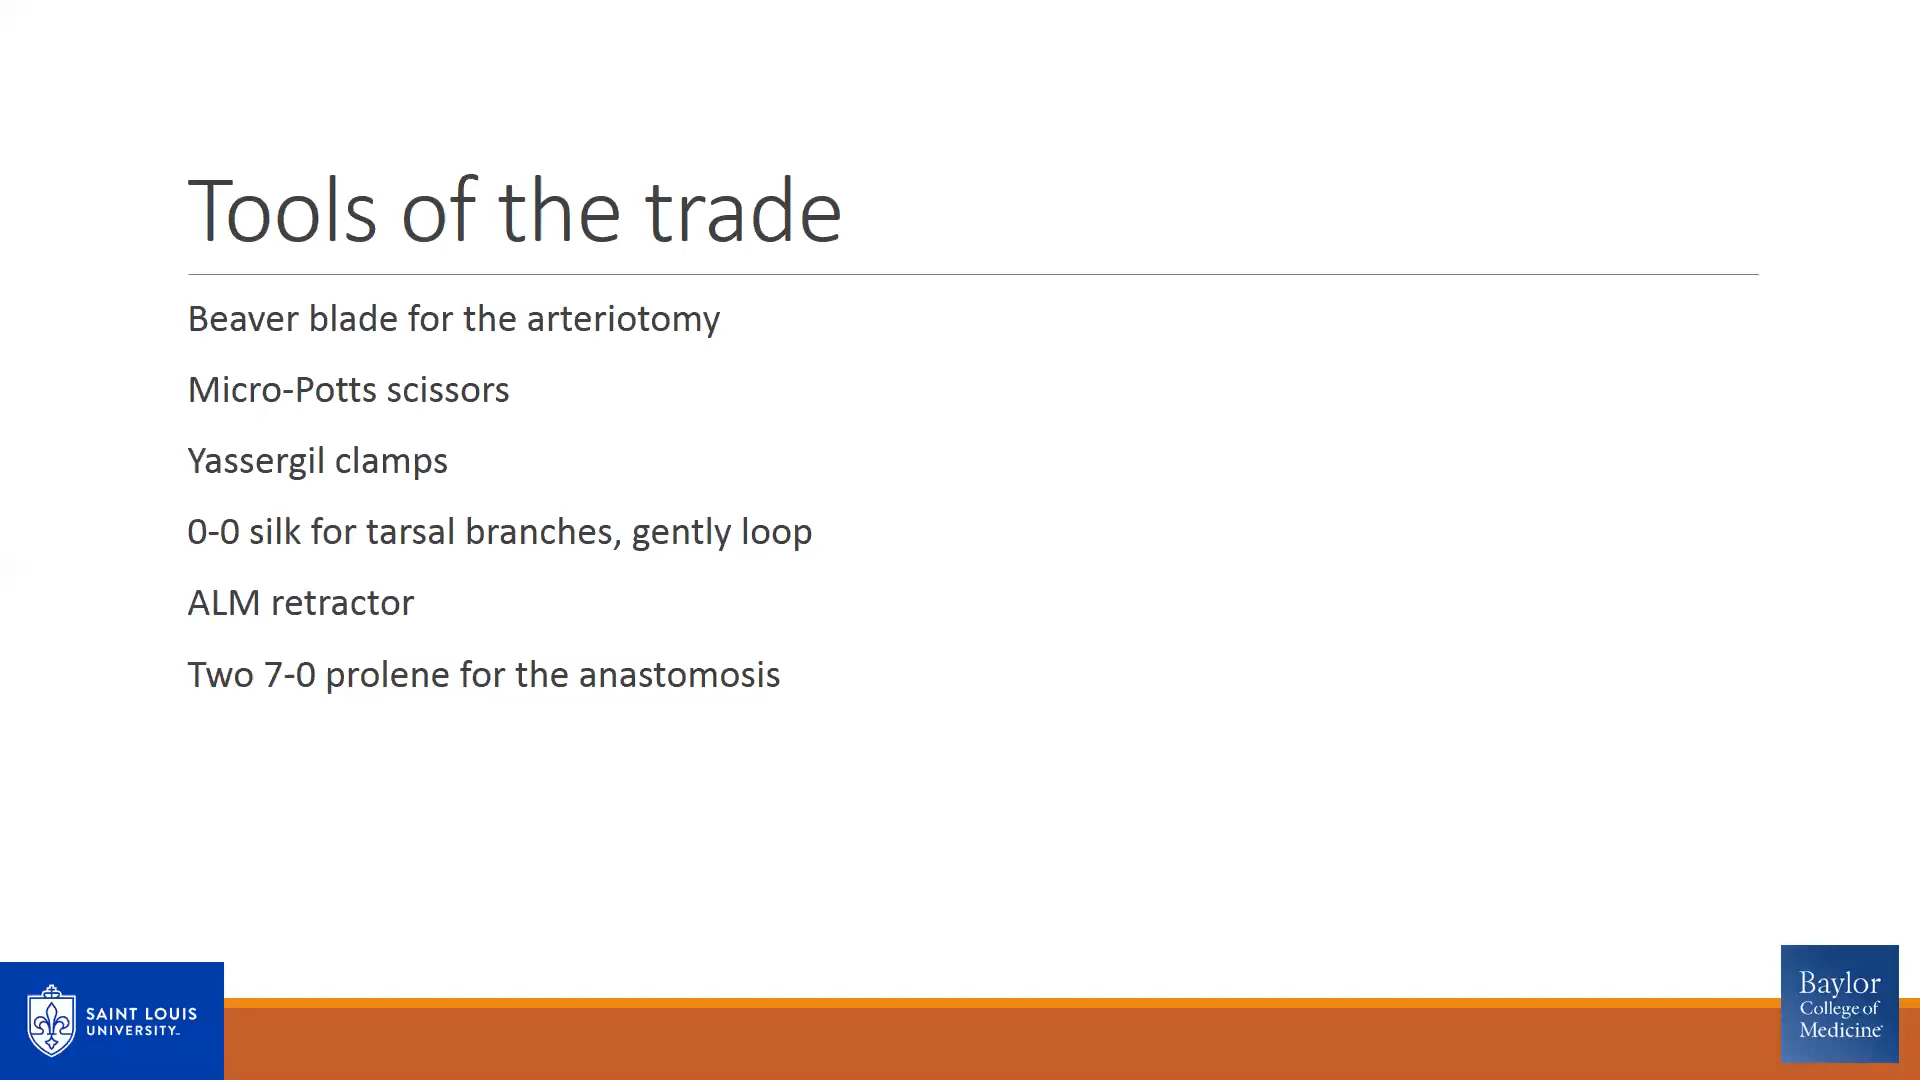 Tools of the trade
Beaver blade for the arteriotomy
Micro-Potts scissors
Yassergil clamps
0-0 silk for tarsal branches, gently loop
ALM retractor
Two 7-0 prolene for the anastomosis
SAINT LOUIS
UNIVERSITY
Baylor
College of
Medicine